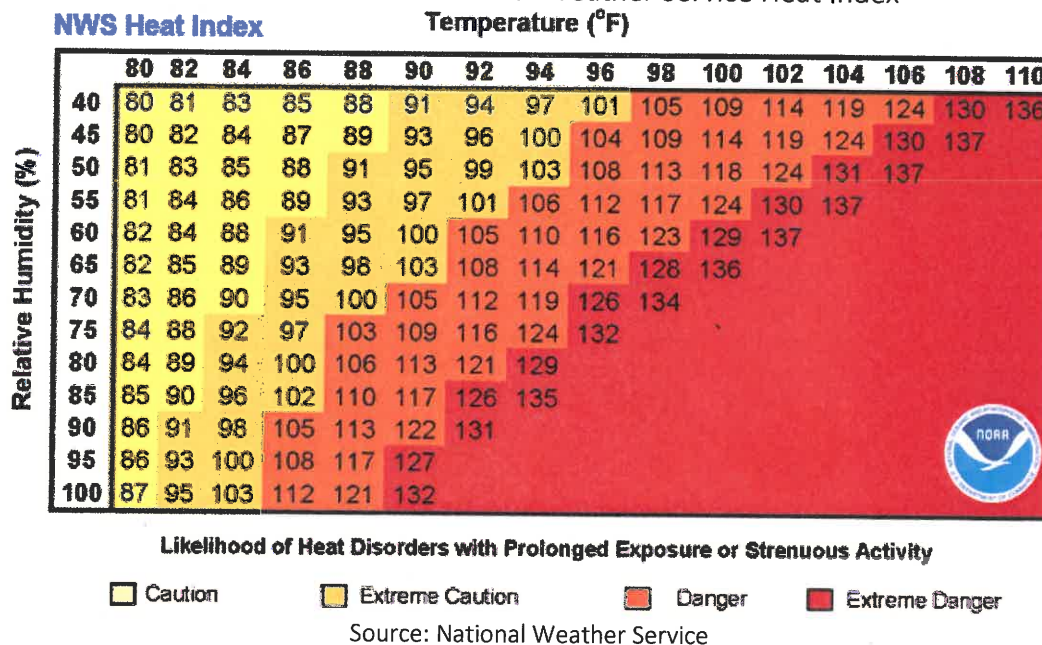 Weather Service Heat Index
NWS Heat Index
Temperature (°F)
80 82 84 86 88 90 92 94 96 98 100 102 104 106 108 110
40 80 81 83 85 88 91 94 97 101 105 109 114 119 124 130 136
45 80 82 84 87 89 93 96 100 104 109 114 119 124 130 137
50 81 83 85 88 91 95 99 103 108 113 118 124 131 137
55 81 84 86 89 93 97 101 106 112 117 124 130 137
60 82 84 88 91 95 100 105 110 116 123 129 137
65 82 85 89 93 98 103 108 114 121 128 136
70 83 86 90 95 100 105 112 119 126 134
75 84 88 92 97 103 109 116 124 132
80 84 89 94 100 106 113 121 129
85 85 90 96 102 110 117 126 135
90 86 91 98 105 113 122 131
95 86 93 100 108 117 127
100 87 95 103 112 121 132
Relative Humidity (%)
NOAA
Likelihood of Heat Disorders with Prolonged Exposure or Strenuous Activity
Caution Extreme Caution Danger Extreme Danger
Source: National Weather Service